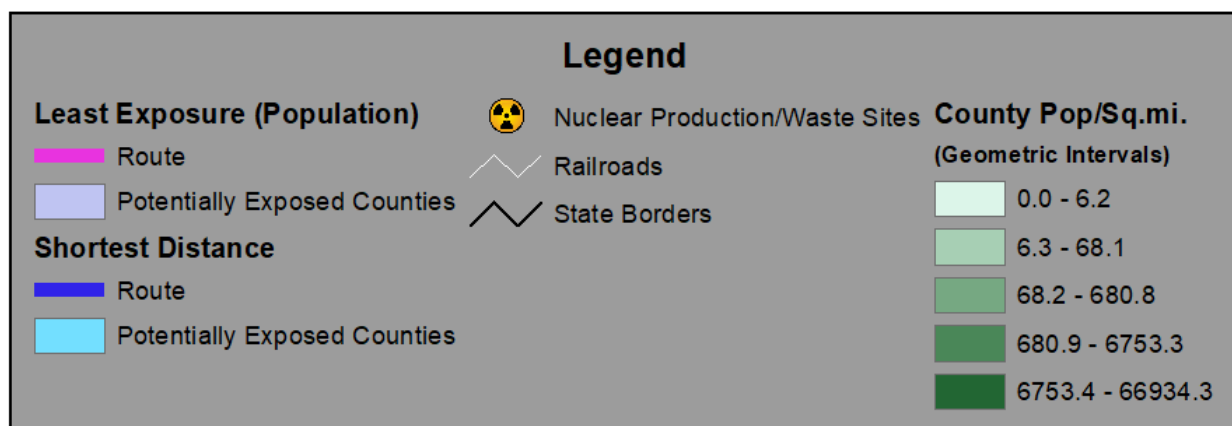 Legend
Least Exposure (Population)
Route
Potentially Exposed Counties
Shortest Distance
Route
Potentially Exposed Counties
Nuclear Production/Waste Sites
Railroads
State Borders
County Pop/Sq.mi.
(Geometric Intervals)
0.0 - 6.2
6.3 - 68.1
68.2 - 680.8
680.9 - 6753.3
6753.4 - 66934.3